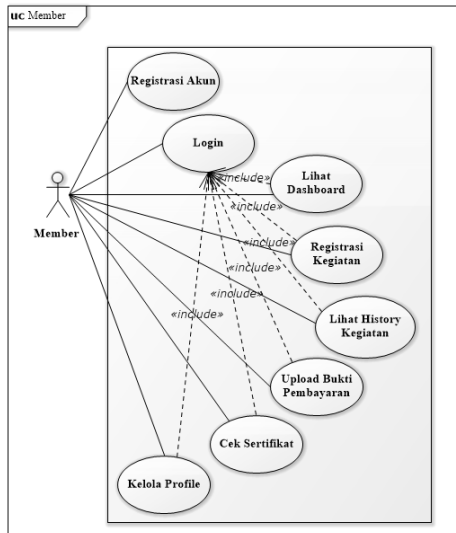 uc Member
Registrasi Akun
Login
«include»
Lihat
Dashboard
Member
«include»
Registrasi
Kegiatan
«include»
«include»
Lihat History
Kegiatan
«include»
«include»
Upload Bukti
Pembayaran
Cek Sertifikat
Kelola Profile